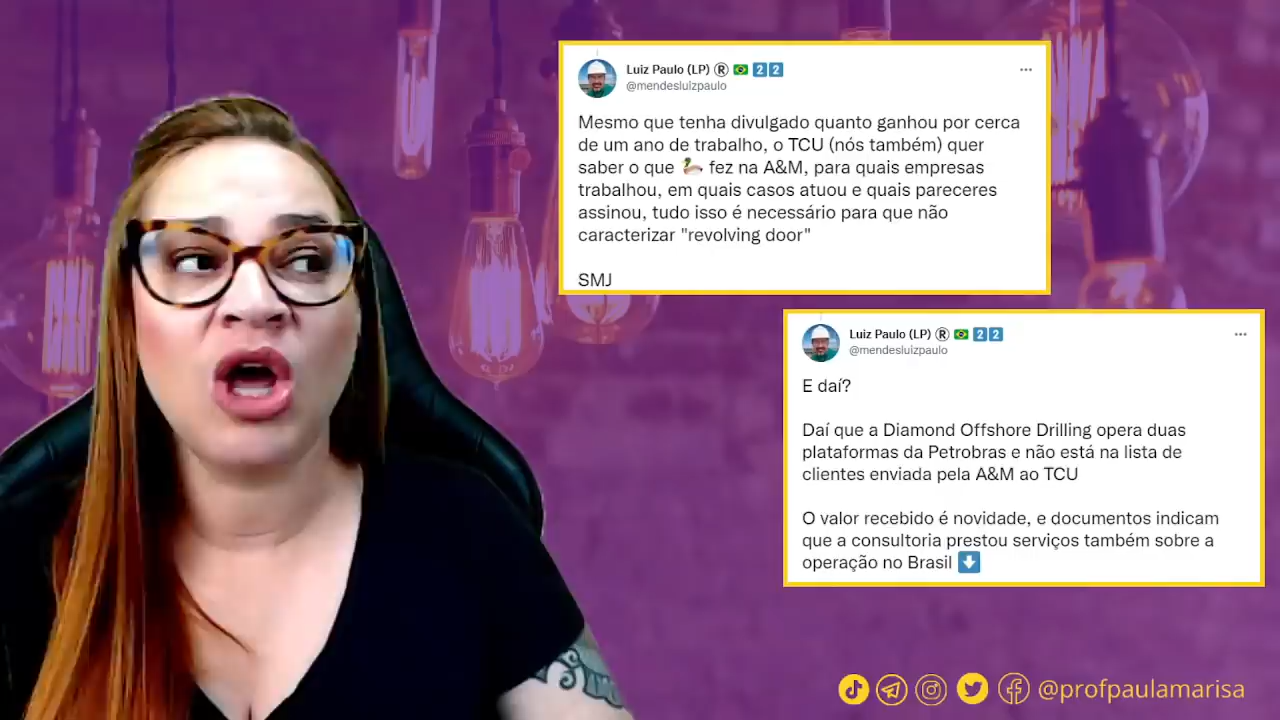 Luiz Paulo (LP) ® 🇧🇷 2️⃣2️⃣
@mendesluizpaulo
Mesmo que tenha divulgado quanto ganhou por cerca
de um ano de trabalho, o TCU (nós também) quer
saber o que 🦆 fez na A&M, para quais empresas
trabalhou, em quais casos atuou e quais pareceres
assinou, tudo isso é necessário para que não
caracterizar "revolving door"
SMJ
Luiz Paulo (LP) ® 🇧🇷 2️⃣2️⃣
@mendesluizpaulo
E daí?
Daí que a Diamond Offshore Drilling opera duas
plataformas da Petrobras e não está na lista de
clientes enviada pela A&M ao TCU
O valor recebido é novidade, e documentos indicam
que a consultoria prestou serviços também sobre a
operação no Brasil ⬇️
@profpaulamarisa